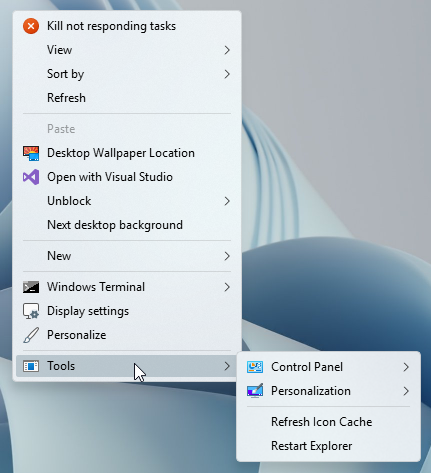 Kill not responding tasks
View
Sort by
Refresh
Paste
Desktop Wallpaper Location
Open with Visual Studio
Unblock
Next desktop background
New
Windows Terminal
Display settings
Personalize
Tools
Control Panel
Personalization
Refresh Icon Cache
Restart Explorer